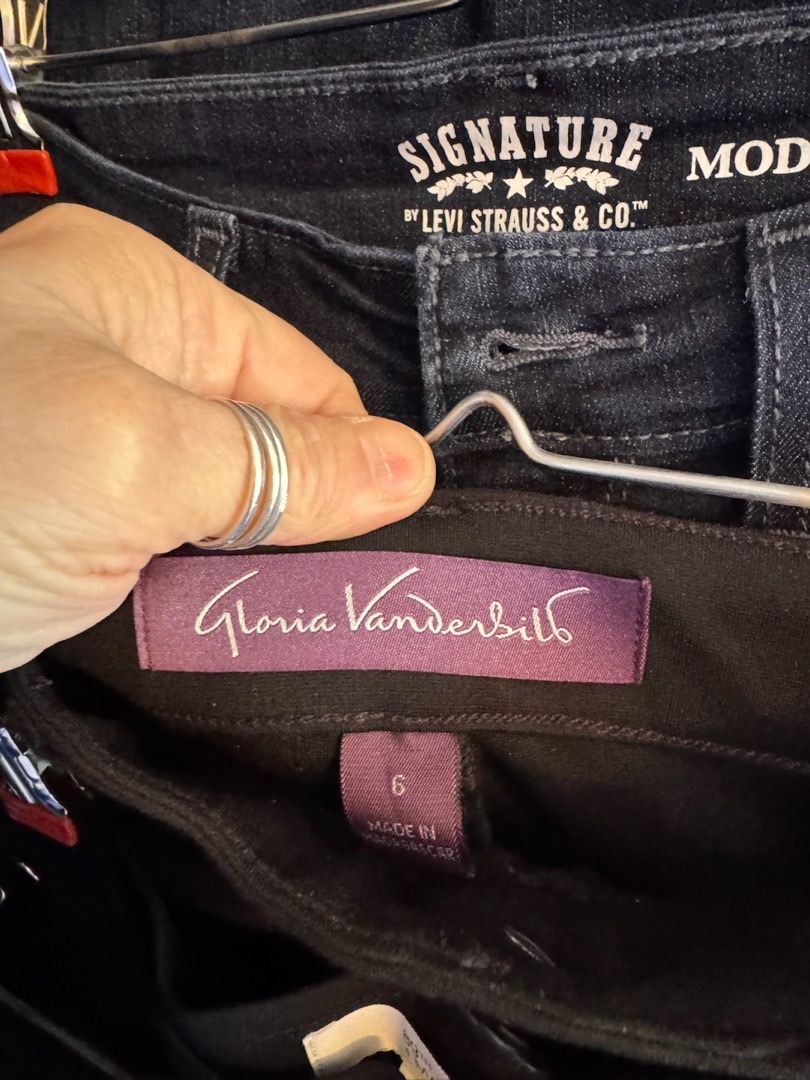 SIGNATURE
MOD
BY LEVI STRAUSS & CO.™
Gloria Vanderbilt
6
MADE IN